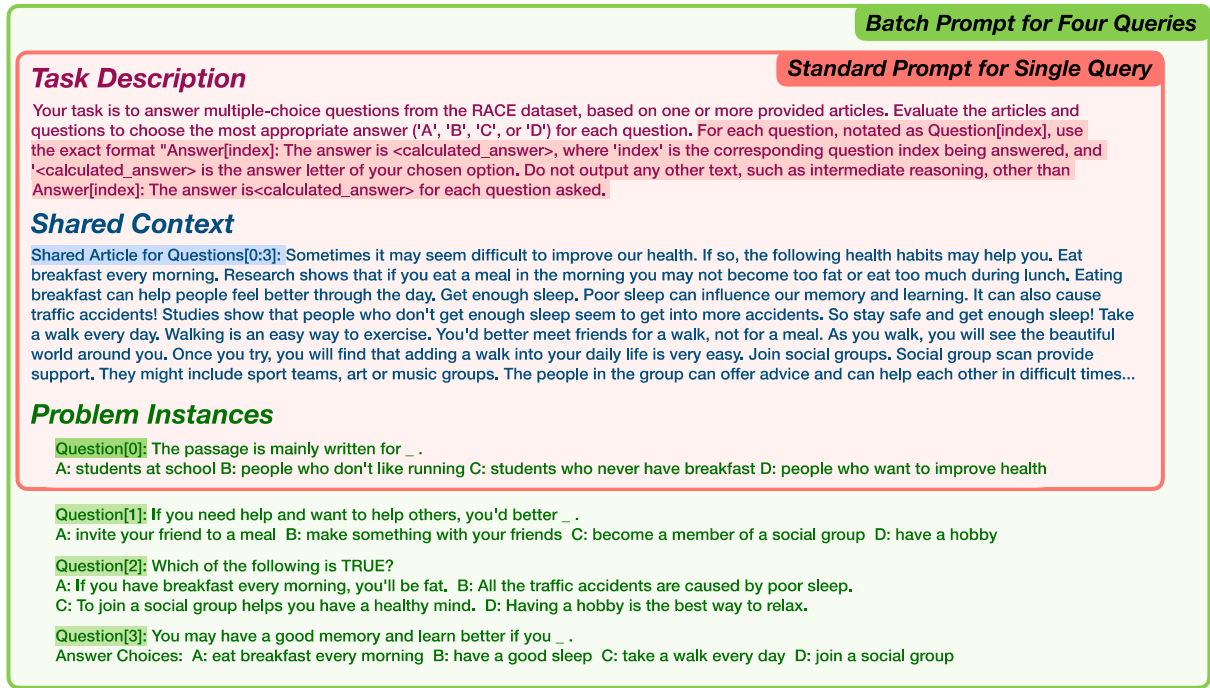 Batch Prompt for Four Queries
Standard Prompt for Single Query
Task Description
Your task is to answer multiple-choice questions from the RACE dataset, based on one or more provided articles. Evaluate the articles and
questions to choose the most appropriate answer ('A', 'B', 'C', or 'D') for each question. For each question, notated as Question[index], use
the exact format "Answer[index]: The answer is <calculated_answer>, where 'index' is the corresponding question index being answered, and
'<calculated_answer> is the answer letter of your chosen option. Do not output any other text, such as intermediate reasoning, other than
Answer[index]: The answer is<calculated_answer> for each question asked.
Shared Context
Shared Article for Questions[0:3]: Sometimes it may seem difficult to improve our health. If so, the following health habits may help you. Eat
breakfast every morning. Research shows that if you eat a meal in the morning you may not become too fat or eat too much during lunch. Eating
breakfast can help people feel better through the day. Get enough sleep. Poor sleep can influence our memory and learning. It can also cause
traffic accidents! Studies show that people who don't get enough sleep seem to get into more accidents. So stay safe and get enough sleep! Take
a walk every day. Walking is an easy way to exercise. You'd better meet friends for a walk, not for a meal. As you walk, you will see the beautiful
world around you. Once you try, you will find that adding a walk into your daily life is very easy. Join social groups. Social group scan provide
support. They might include sport teams, art or music groups. The people in the group can offer advice and can help each other in difficult times...
Problem Instances
Question[0]: The passage is mainly written for _ .
A: students at school B: people who don't like running C: students who never have breakfast D: people who want to improve health
Question[1]: If you need help and want to help others, you'd better _ .
A: invite your friend to a meal B: make something with your friends C: become a member of a social group D: have a hobby
Question[2]: Which of the following is TRUE?
A: If you have breakfast every morning, you'll be fat. B: All the traffic accidents are caused by poor sleep.
C: To join a social group helps you have a healthy mind. D: Having a hobby is the best way to relax.
Question[3]: You may have a good memory and learn better if you _ .
Answer Choices: A: eat breakfast every morning B: have a good sleep C: take a walk every day D: join a social group